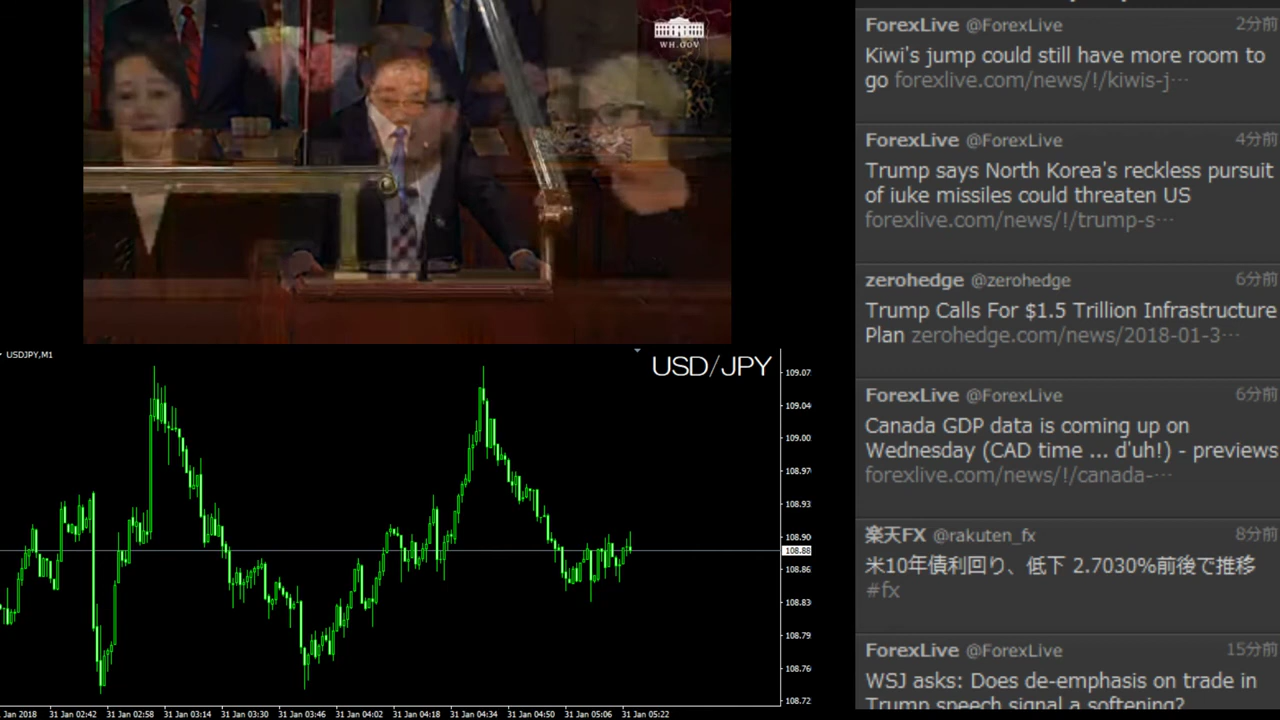 WH.GOV
USDJPY,M1
USD/JPY
109.07
109.04
109.00
108.97
108.93
108.90
108.88
108.86
108.83
108.79
108.76
108.72
Jan 2018
31 Jan 02:42
31 Jan 02:58
31 Jan 03:14
31 Jan 03:30
31 Jan 03:46
31 Jan 04:02
31 Jan 04:18
31 Jan 04:34
31 Jan 04:50
31 Jan 05:06
31 Jan 05:22
ForexLive @ForexLive 2分前
Kiwi's jump could still have more room to
go forexlive.com/news/!/kiwis-j…
ForexLive @ForexLive 4分前
Trump says North Korea's reckless pursuit
of iuke missiles could threaten US
forexlive.com/news/!/trump-s…
zerohedge @zerohedge 6分前
Trump Calls For $1.5 Trillion Infrastructure
Plan zerohedge.com/news/2018-01-3…
ForexLive @ForexLive 6分前
Canada GDP data is coming up on
Wednesday (CAD time ... d'uh!) - previews
forexlive.com/news/!/canada-…
楽天FX @rakuten_fx 8分前
米10年債利回り、低下 2.7030%前後で推移
#fx
ForexLive @ForexLive 15分前
WSJ asks: Does de-emphasis on trade in
Trump speech signal a softening?